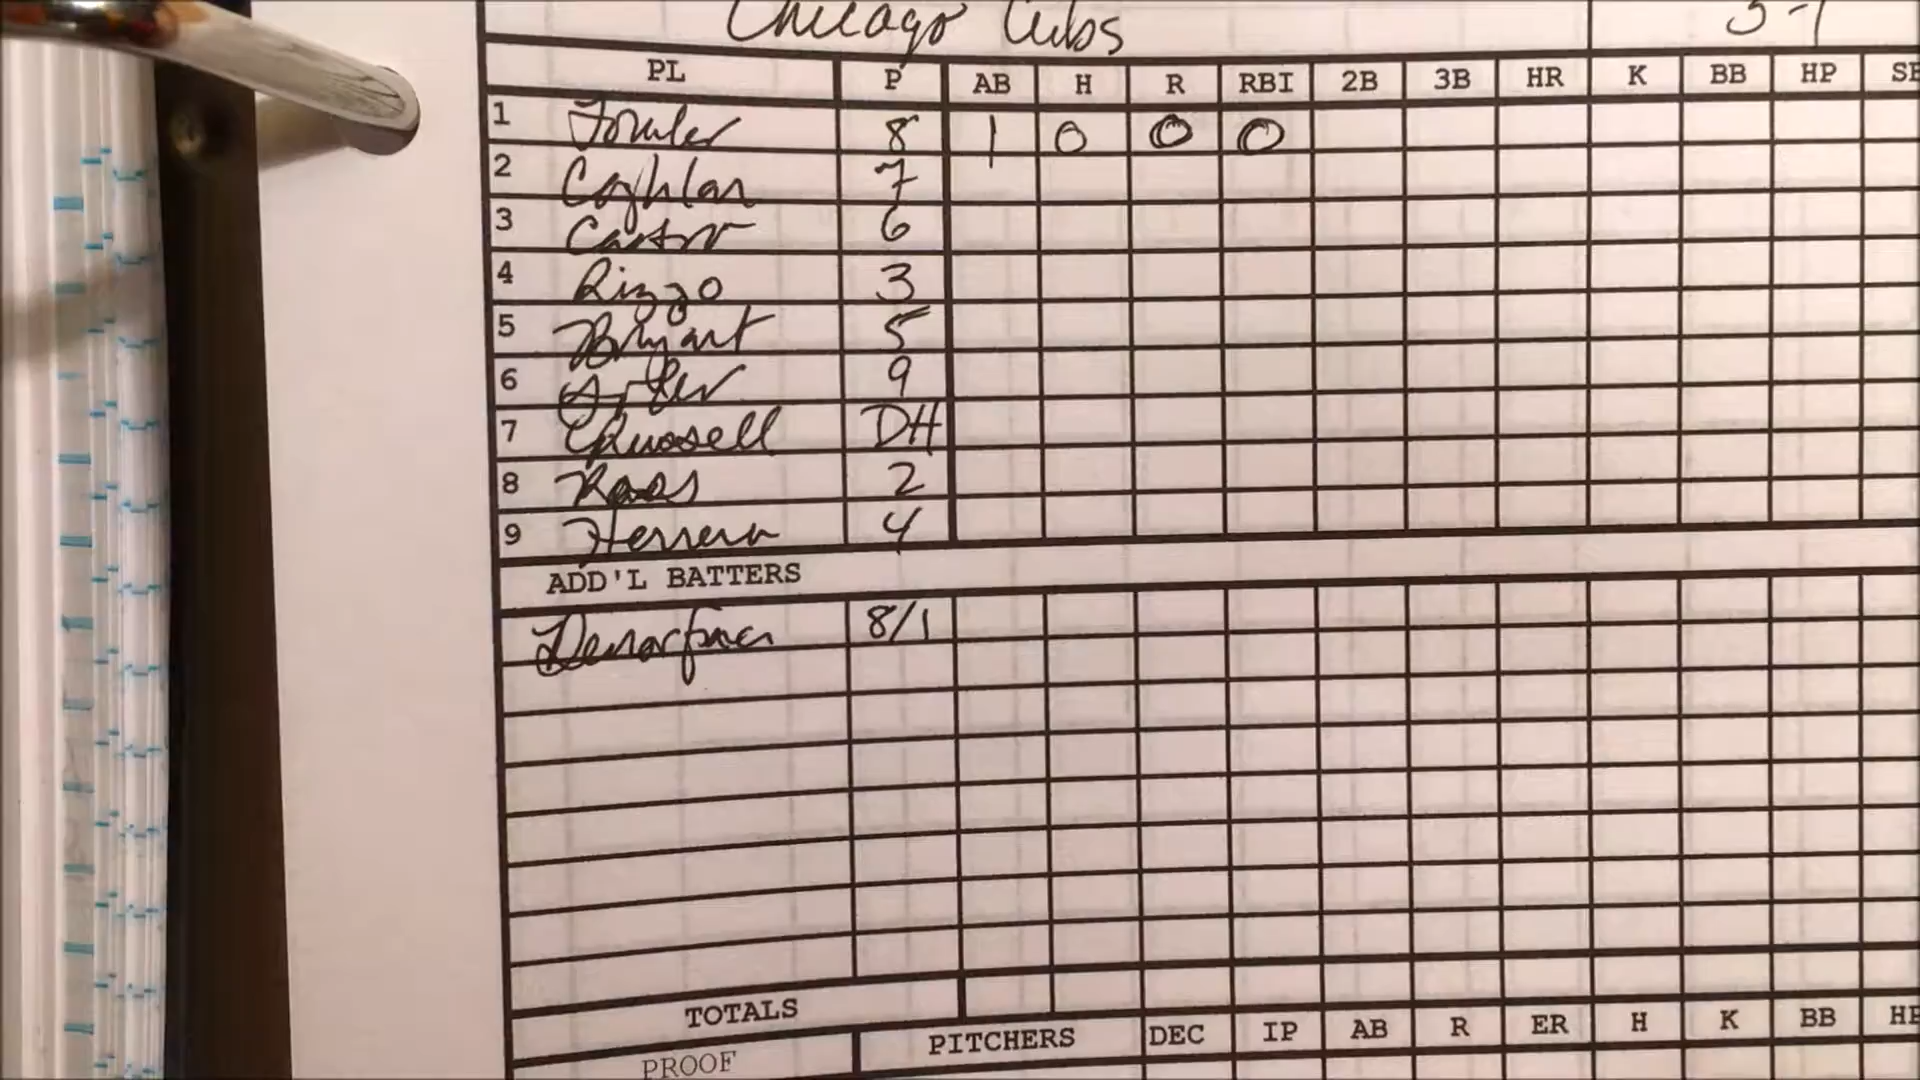 Chicago Cubs
PL P AB H R RBI 2B 3B HR K BB HP
1 Fowler 8 1 0 0 0
2 Coghlan 7
3 Castro 6
4 Rizzo 3
5 Bryant 5
6 Soler 9
7 Russell DH
8 Ross 2
9 Herrera 4
ADD'L BATTERS
Denorfia 8/1
TOTALS
PROOF PITCHERS DEC IP AB R ER H K BB